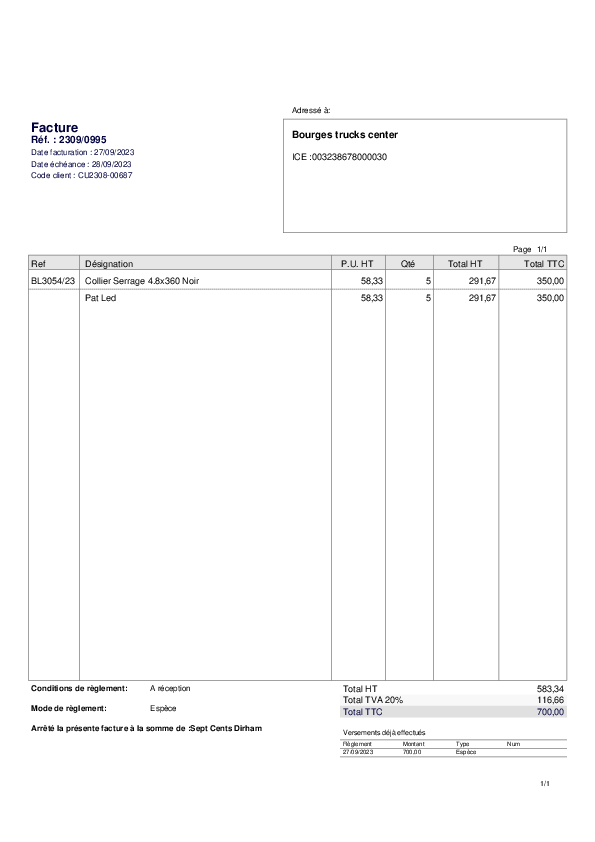 Adressé à:
Facture
Réf. : 2309/0995
Date facturation : 27/09/2023
Date échéance : 28/09/2023
Code client : CU2308-00687
Bourges trucks center
ICE :003238678000030
Page 1/1
Ref Désignation P.U. HT Qté Total HT Total TTC
BL3054/23 Collier Serrage 4.8x360 Noir 58,33 5 291,67 350,00
Pat Led 58,33 5 291,67 350,00
Conditions de règlement: A réception
Mode de règlement: Espèce
Arrêté la présente facture à la somme de :Sept Cents Dirham
Total HT 583,34
Total TVA 20% 116,66
Total TTC 700,00
Versements déjà effectués
Règlement Montant Type Num
27/09/2023 700,00 Espèce
1/1